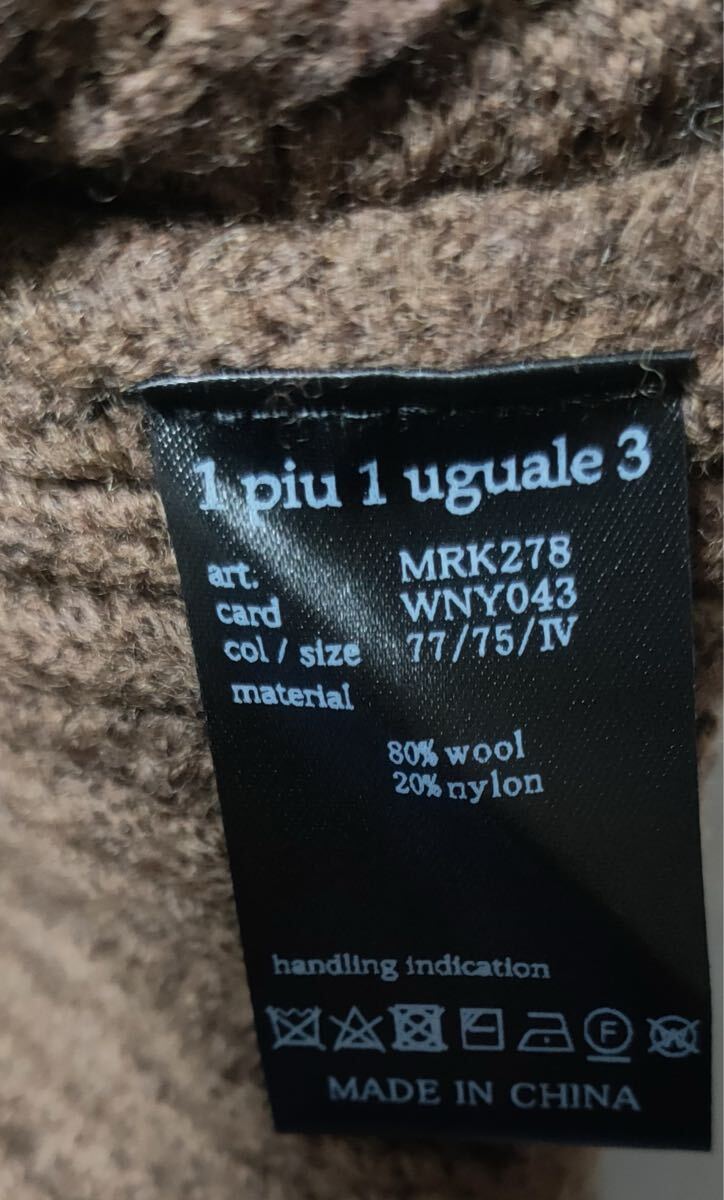 1 piu 1 uguale 3
art. MRK278
card WNY043
col / size 77/75/Ⅳ
material
80% wool
20% nylon
handling indication
F W
MADE IN CHINA